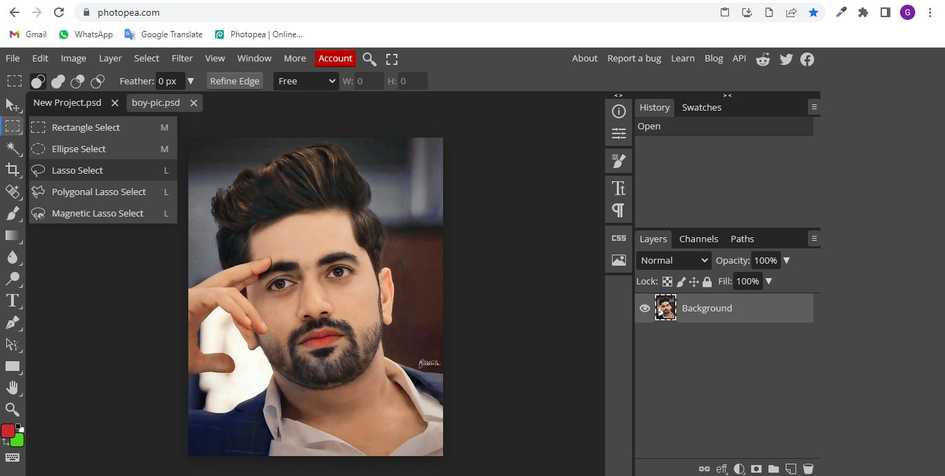 photopea.com
G
Gmail WhatsApp Google Translate Photopea | Online...
File Edit Image Layer Select Filter View Window More Account About Report a bug Learn Blog API
Feather: 0 px Refine Edge Free W: 0 H: 0
New Project.psd boy-pic.psd
Rectangle Select M
Ellipse Select M
Lasso Select L
Polygonal Lasso Select L
Magnetic Lasso Select L
CSS
History Swatches
Open
Layers Channels Paths
Normal Opacity: 100%
Lock: Fill: 100%
Background
eff